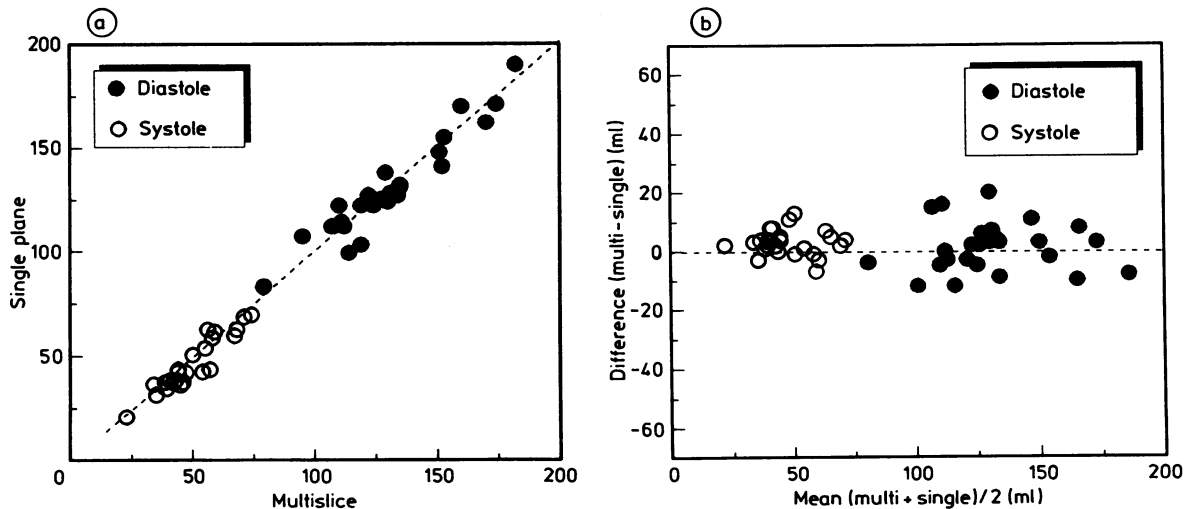 a
200
150
100
50
0
50
100
150
200
Single plane
Multislice
Diastole
Systole
b
60
40
20
0
-20
-40
-60
0
50
100
150
200
Difference (multi-single) (ml)
Mean (multi + single)/2 (ml)
Diastole
Systole